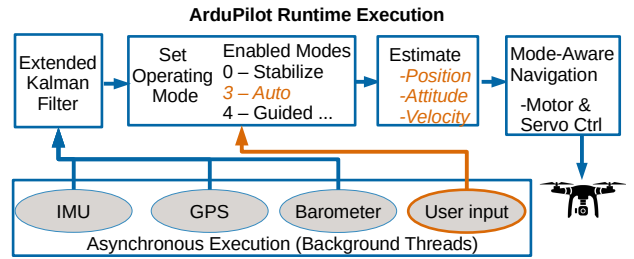 ArduPilot Runtime Execution
Extended
Kalman
Filter
Set
Operating
Mode
Enabled Modes
0 – Stabilize
3 – Auto
4 – Guided ...
Estimate
-Position
-Attitude
-Velocity
Mode-Aware
Navigation
-Motor &
Servo Ctrl
IMU
GPS
Barometer
User input
Asynchronous Execution (Background Threads)